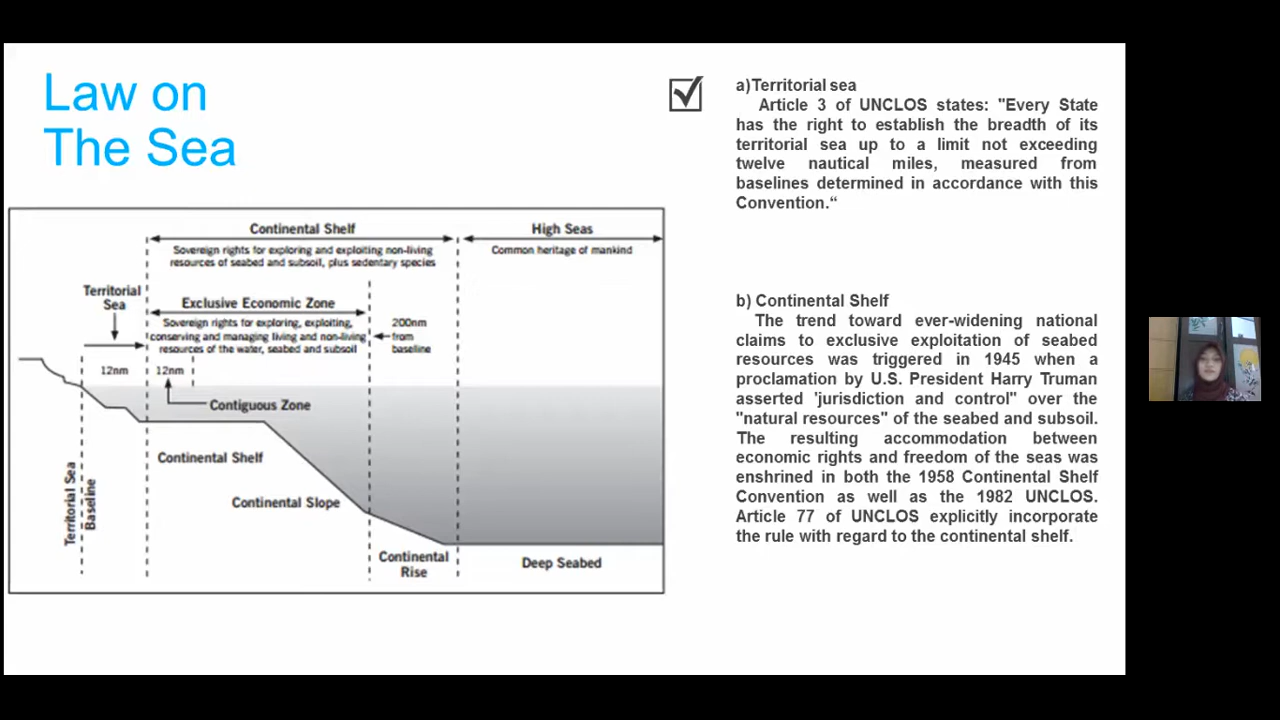 Law on
The Sea
a)Territorial sea
Article 3 of UNCLOS states: "Every State
has the right to establish the breadth of its
territorial sea up to a limit not exceeding
twelve nautical miles, measured from
baselines determined in accordance with this
Convention.“
b) Continental Shelf
The trend toward ever-widening national
claims to exclusive exploitation of seabed
resources was triggered in 1945 when a
proclamation by U.S. President Harry Truman
asserted 'jurisdiction and control" over the
"natural resources" of the seabed and subsoil.
The resulting accommodation between
economic rights and freedom of the seas was
enshrined in both the 1958 Continental Shelf
Convention as well as the 1982 UNCLOS.
Article 77 of UNCLOS explicitly incorporate
the rule with regard to the continental shelf.
Continental Shelf
Sovereign rights for exploring and exploiting non-living
resources of seabed and subsoil, plus sedentary species
High Seas
Common heritage of mankind
Territorial
Sea
Exclusive Economic Zone
Sovereign rights for exploring, exploiting,
conserving and managing living and non-living
resources of the water, seabed and subsoil
200nm
from
baseline
12nm
12nm
Contiguous Zone
Continental Shelf
Continental Slope
Territorial Sea
Baseline
Continental
Rise
Deep Seabed